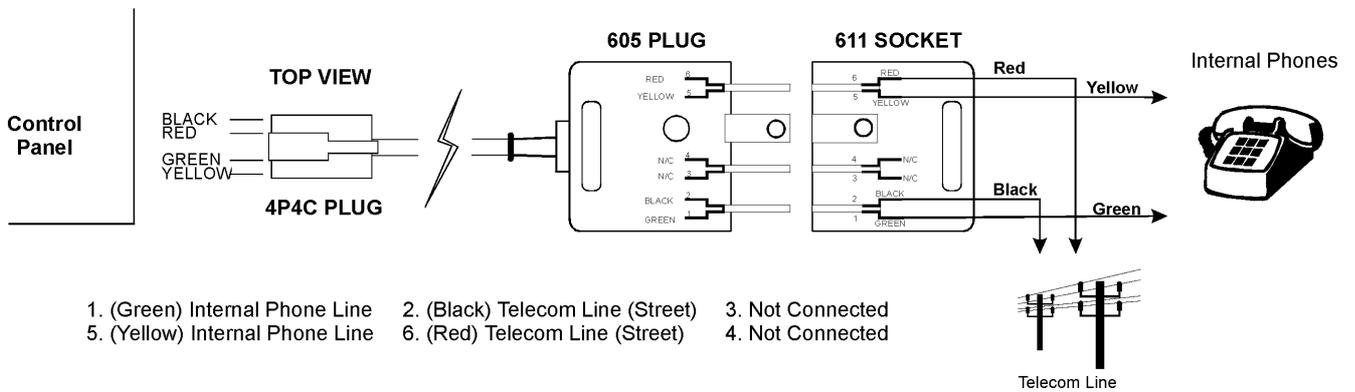 605 PLUG
611 SOCKET
Internal Phones
TOP VIEW
Control
Panel
BLACK
RED
GREEN
YELLOW
4P4C PLUG
RED 6
YELLOW 5
N/C 4
N/C 3
BLACK 2
GREEN 1
6 RED
5 YELLOW
4 N/C
3 N/C
2 BLACK
1 GREEN
Red
Yellow
Black
Green
1. (Green) Internal Phone Line 2. (Black) Telecom Line (Street) 3. Not Connected
5. (Yellow) Internal Phone Line 6. (Red) Telecom Line (Street) 4. Not Connected
Telecom Line